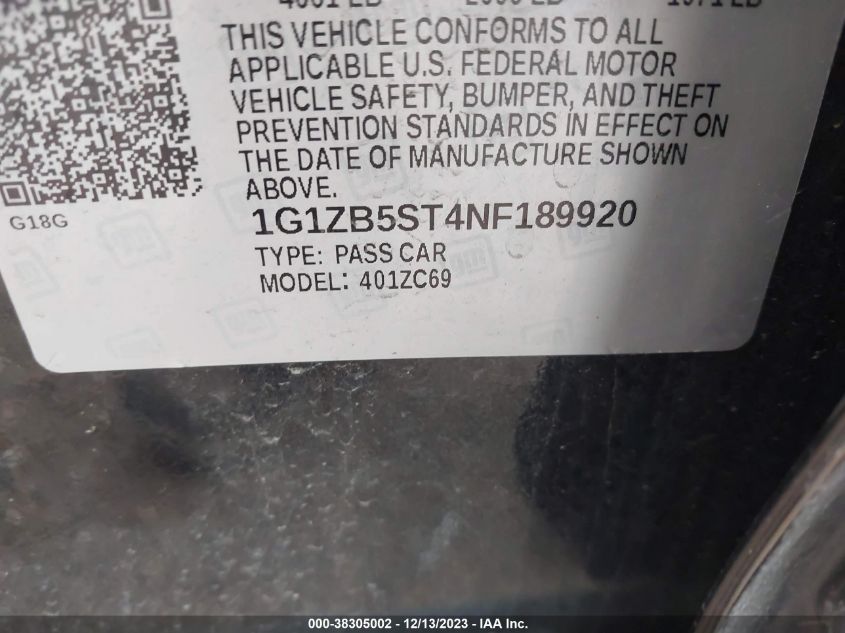 THIS VEHICLE CONFORMS TO ALL
APPLICABLE U.S. FEDERAL MOTOR
VEHICLE SAFETY, BUMPER, AND THEFT
PREVENTION STANDARDS IN EFFECT ON
THE DATE OF MANUFACTURE SHOWN
ABOVE.
G18G
1G1ZB5ST4NF189920
TYPE: PASS CAR
MODEL: 401ZC69
000-38305002 - 12/13/2023 - IAA Inc.